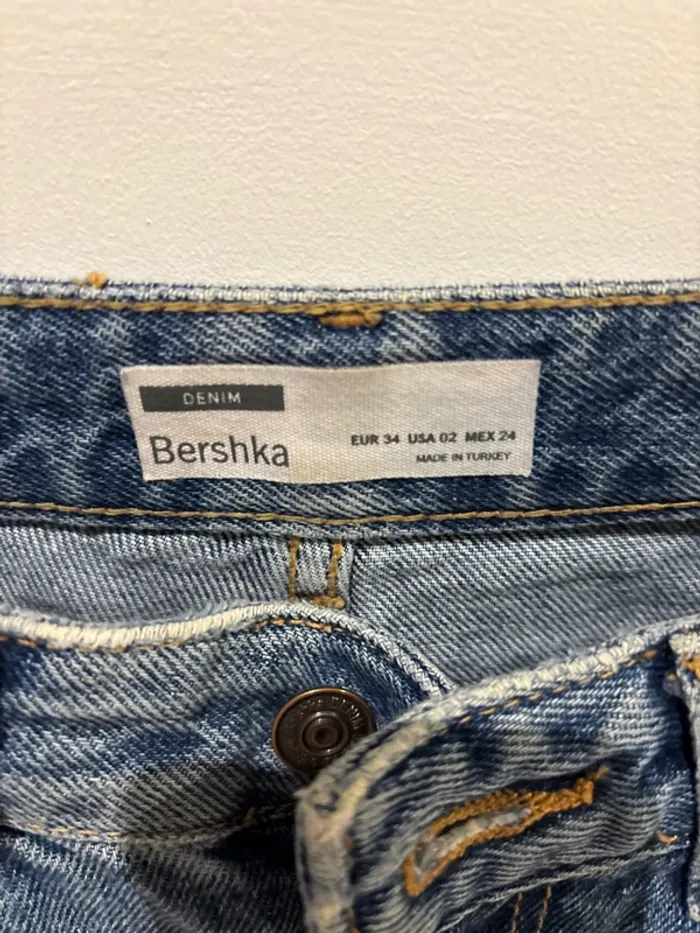 DENIM
Bershka
EUR 34 USA 02 MEX 24
MADE IN TURKEY